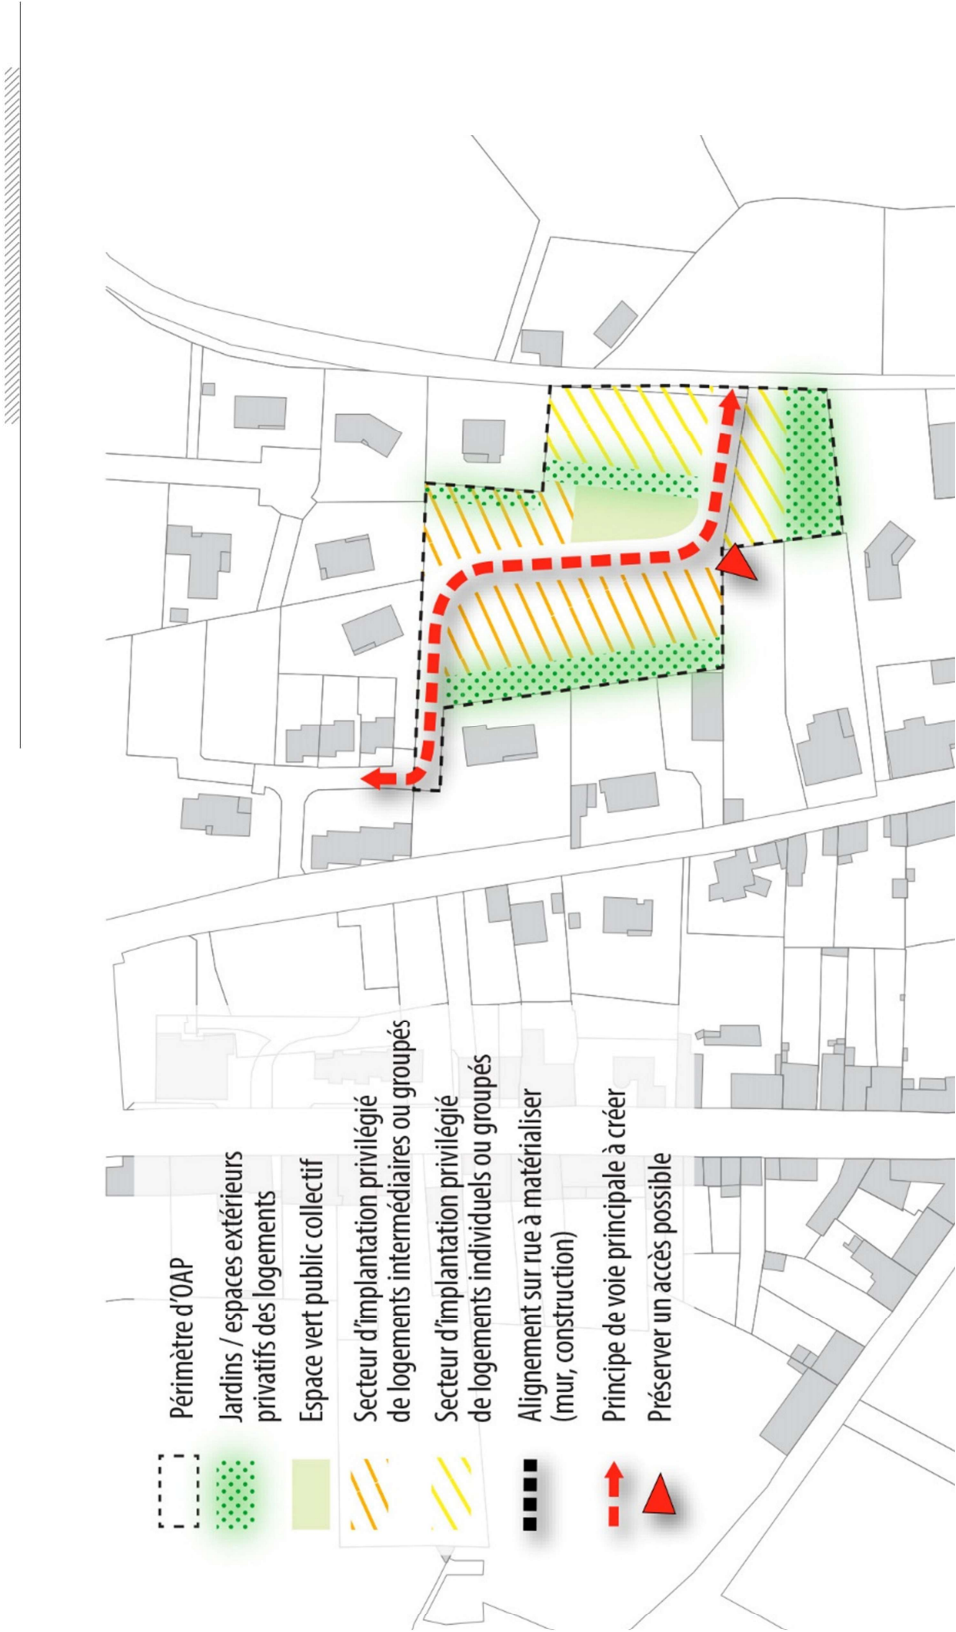 Périmètre d'OAP
Jardins / espaces extérieurs
privatifs des logements
Espace vert public collectif
Secteur d'implantation privilégié
de logements intermédiaires ou groupés
Secteur d'implantation privilégié
de logements individuels ou groupés
Alignement sur rue à matérialiser
(mur, construction)
Principe de voie principale à créer
Préserver un accès possible